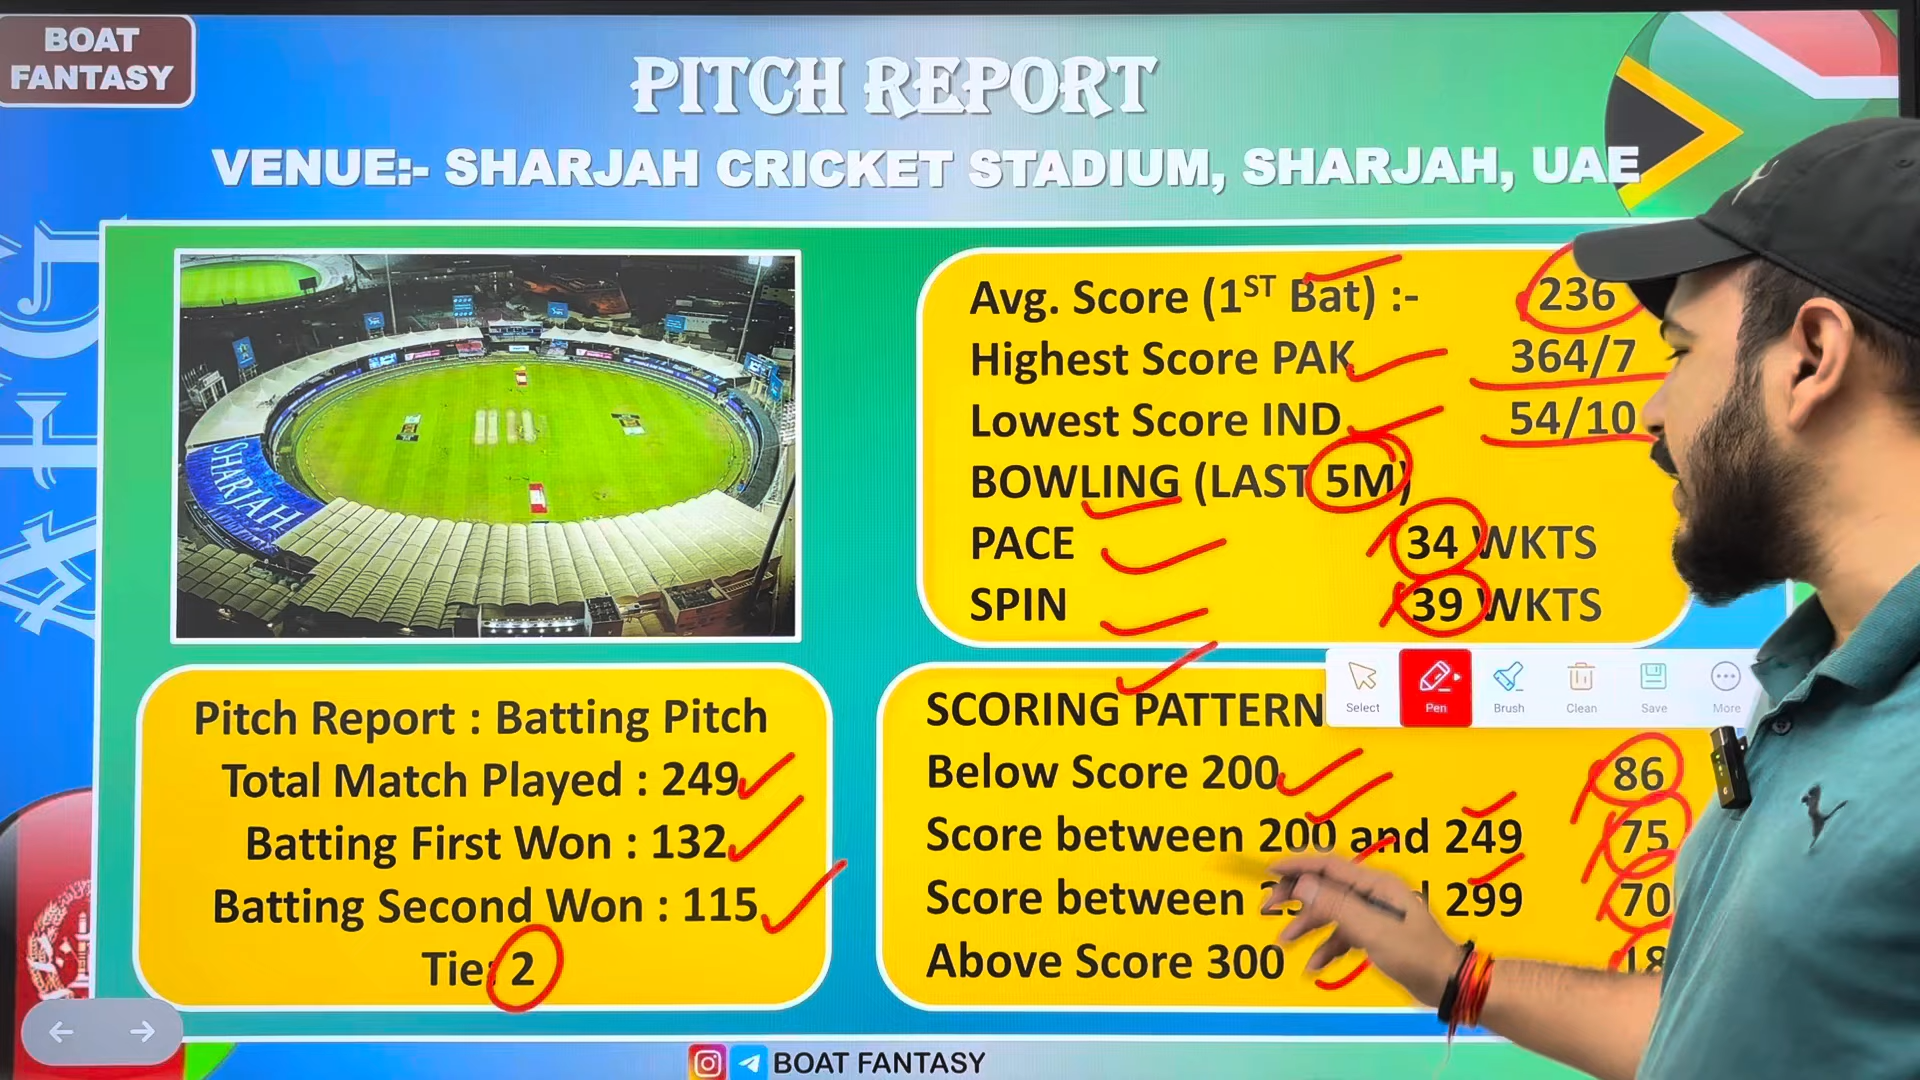 BOAT
FANTASY
PITCH REPORT
VENUE:- SHARJAH CRICKET STADIUM, SHARJAH, UAE
Avg. Score (1ST Bat) :- 236
Highest Score PAK 364/7
Lowest Score IND 54/10
BOWLING (LAST 5M)
PACE 34 WKTS
SPIN 39 WKTS
SHARJAH
Pitch Report : Batting Pitch
Total Match Played : 249
Batting First Won : 132
Batting Second Won : 115
Tie: 2
Select Pen Brush Clean Save More
SCORING PATTERN
Below Score 200 86
Score between 200 and 249 75
Score between 299 70
Above Score 300 18
BOAT FANTASY